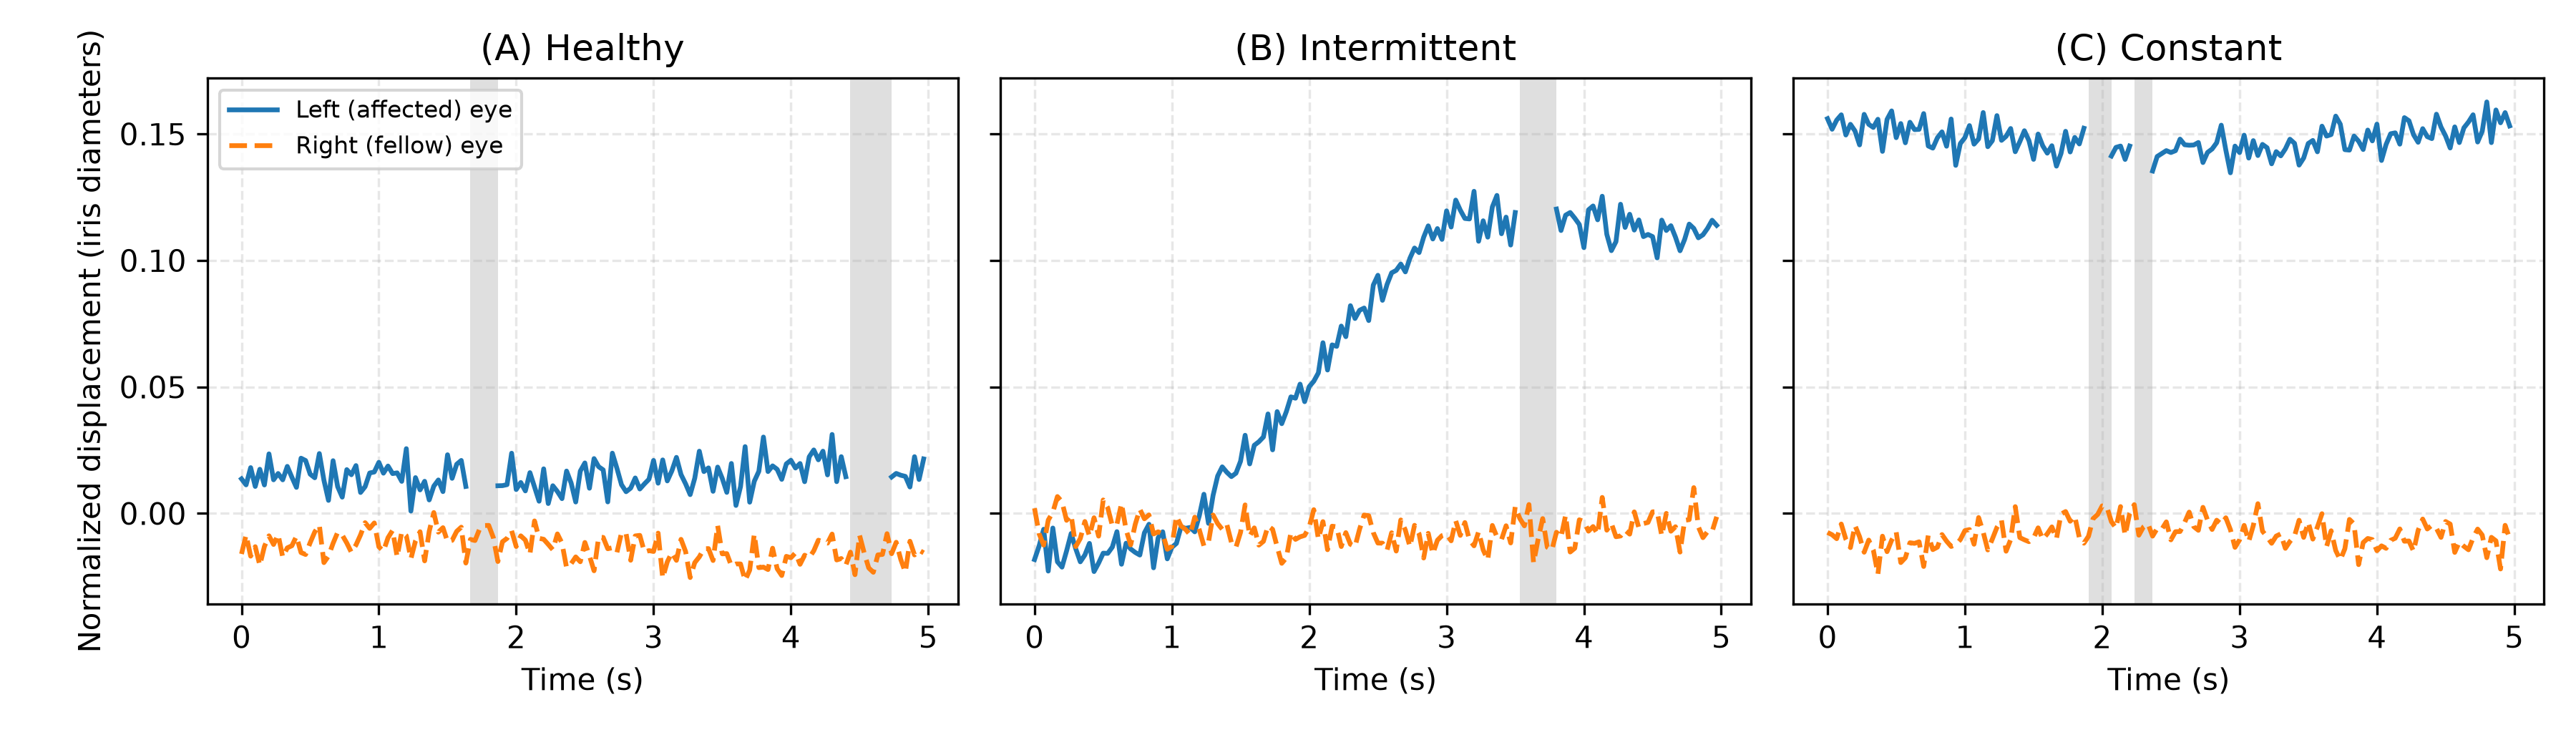 (A) Healthy
(B) Intermittent
(C) Constant
Normalized displacement (iris diameters)
Left (affected) eye
Right (fellow) eye
0.15
0.10
0.05
0.00
0 1 2 3 4 5
0 1 2 3 4 5
0 1 2 3 4 5
Time (s)
Time (s)
Time (s)